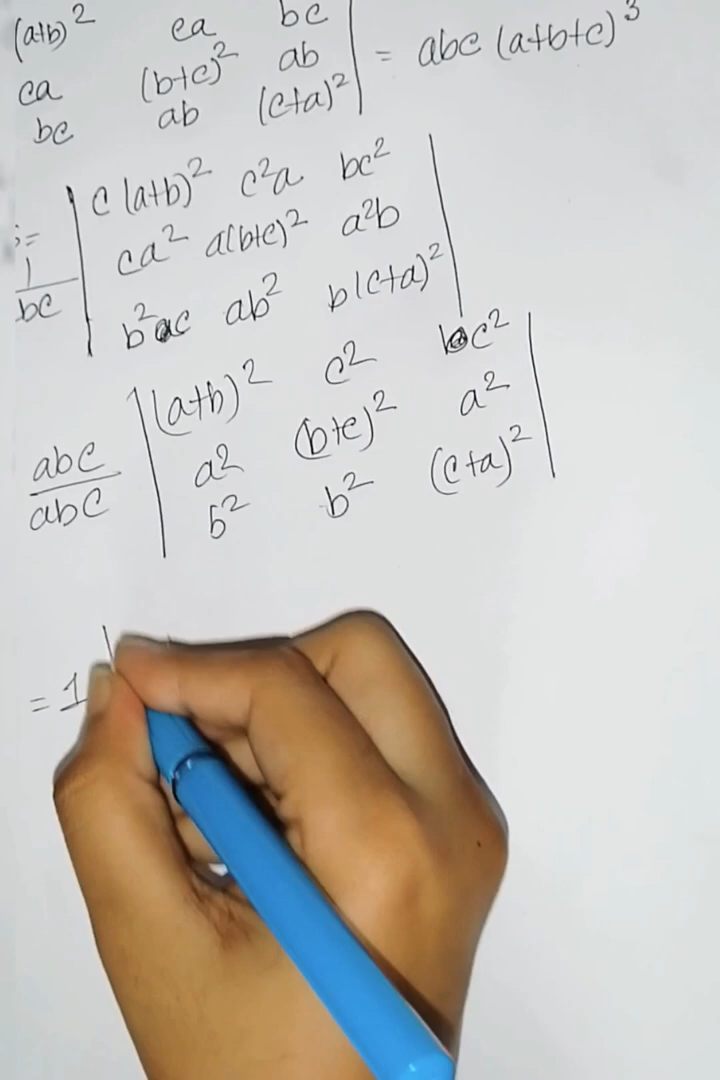 (a+b)² ca bc
ca (b+c)² ab = abc (a+b+c)³
bc ab (c+a)²
c(a+b)² c²a bc²
= 1/bc ca² a(b+c)² a²b
b²c ab² b(c+a)²
(a+b)² c² c²
abc/abc a² (b+c)² a²
b² b² (c+a)²
= 1